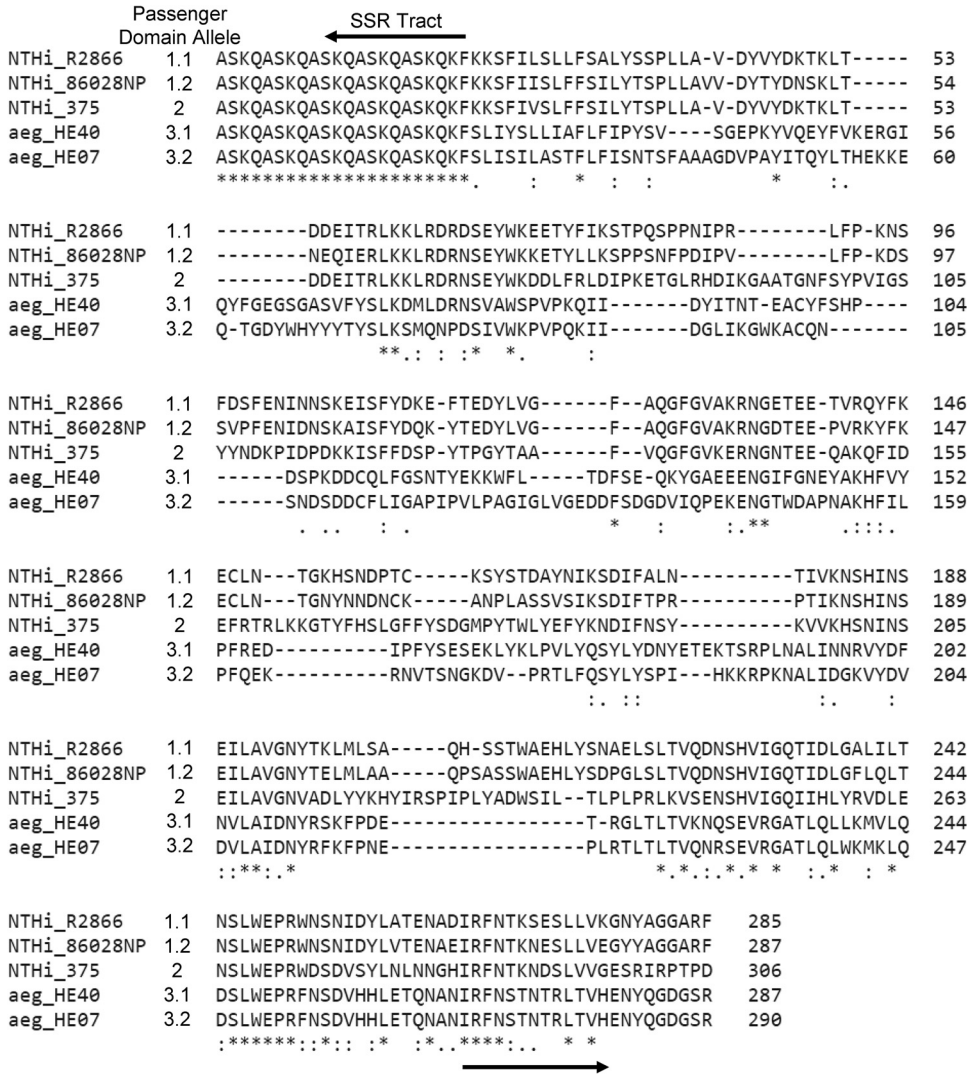 Passenger
Domain Allele
SSR Tract
NTHi_R2866 1.1 ASKQASKQASKQASKQASKQKFKKSFILSLLFSALYSSPLLA-V-DYVYDKTKLT----- 53
NTHi_86028NP 1.2 ASKQASKQASKQASKQASKQKFKKSFIISLFFSILYTSPLLAVV-DYTYDNSKLT----- 54
NTHi_375 2 ASKQASKQASKQASKQASKQKFKKSFIVSLFFSILYTSPLLA-V-DYVYDKTKLT----- 53
aeg_HE40 3.1 ASKQASKQASKQASKQASKQKFSLIYSLLIAFLFIPYSV----SGEPKYVQEYFVKERGI 56
aeg_HE07 3.2 ASKQASKQASKQASKQASKQKFSLISILASTFLFISNTSFAAAGDVPAYITQYLTHEKKE 60
**********************. : * : : * :.
NTHi_R2866 1.1 --------DDEITRLKKLRDRDSEYWKEETYFIKSTPQSPPNIPR--------LFP-KNS 96
NTHi_86028NP 1.2 --------NEQIERLKKLRDRNSEYWKKETYLLKSPPSNFPDIPV--------LFP-KDS 97
NTHi_375 2 --------DDEITRLKKLRDRNSEYWKDDLFRLDIPKETGLRHDIKGAATGNFSYPVIGS 105
aeg_HE40 3.1 QYFGEGSGASVFYSLKDMLDRNSVAWSPVPKQII-------DYITNT-EACYFSHP---- 104
aeg_HE07 3.2 Q-TGDYWHYYYTYSLKSMQNPDSIVWKPVPQKII-------DGLIKGWKACQN------- 105
**.: : :* *. :
NTHi_R2866 1.1 FDSFENINNSKEISFYDKE-FTEDYLVG------F--AQGFGVAKRNGETEE-TVRQYFK 146
NTHi_86028NP 1.2 SVPFENIDNSKAISFYDQK-YTEDYLVG------F--AQGFGVAKRNGDTEE-PVRKYFK 147
NTHi_375 2 YYNDKPIDPDKKISFFDSP-YTPGYTAA------F--VQGFGVKERNGNTEE-QAKQFID 155
aeg_HE40 3.1 ------DSPKDDCQLFGSNTYEKKWFL-----TDFSE-QKYGAEEENGIFGNEYAKHFVY 152
aeg_HE07 3.2 ------SNDSDDCFLIGAPIPVLPAGIGLVGEDDFSDGDVIQPEKENGTWDAPNAKHFIL 159
. .. : . * : :.** .:::.
NTHi_R2866 1.1 ECLN---TGKHSNDPTC-----KSYSTDAYNIKSDIFALN----------TIVKNSHINS 188
NTHi_86028NP 1.2 ECLN---TGNYNNDNCK-----ANPLASSVSIKSDIFTPR----------PTIKNSHINS 189
NTHi_375 2 EFRTRLKKGTYFHSLGFFYSDGMPYTWLYEFYKNDIFNSY----------KVVKHSNINS 205
aeg_HE40 3.1 PFRED----------IPFYSESEKLYKLPVLYQSYLYDNYETEKTSRPLNALINNRVYDF 202
aeg_HE07 3.2 PFQEK----------RNVTSNGKDV--PRTLFQSYLYSPI---HKKRPKNALIDGKVYDV 204
:. :: :. :
NTHi_R2866 1.1 EILAVGNYTKLMLSA-----QH-SSTWAEHLYSNAELSLTVQDNSHVIGQTIDLGALILT 242
NTHi_86028NP 1.2 EILAVGNYTELMLAA-----QPSASSWAEHLYSDPGLSLTVQDNSHVIGQTIDLGFLQLT 244
NTHi_375 2 EILAVGNVADLYYKHYIRSPIPLYADWSIL--TLPLPRLKVSENSHVIGQIIHLYRVDLE 263
aeg_HE40 3.1 NVLAIDNYRSKFPDE-----------------T-RGLTLTVKNQSEVRGATLQLLKMVLQ 244
aeg_HE07 3.2 DVLAIDNYRFKFPNE-----------------PLRTLTLTVQNRSEVRGATLQLWKMKLQ 247
::**:.* *.*.:.*.* * :.* : *
NTHi_R2866 1.1 NSLWEPRWNSNIDYLATENADIRFNTKSESLLVKGNYAGGARF 285
NTHi_86028NP 1.2 NSLWEPRWNSNIDYLVTENAEIRFNTKNESLLVEGYYAGGARF 287
NTHi_375 2 NSLWEPRWDSDVSYLNLNNGHIRFNTKNDSLVVGESRIRPTPD 306
aeg_HE40 3.1 DSLWEPRFNSDVHHLETQNANIRFNSTNTRLTVHENYQGDGSR 287
aeg_HE07 3.2 DSLWEPRFNSDVHHLETQNANIRFNSTNTRLTVHENYQGDGSR 290
:******::*:: :* :*..****:.. * *